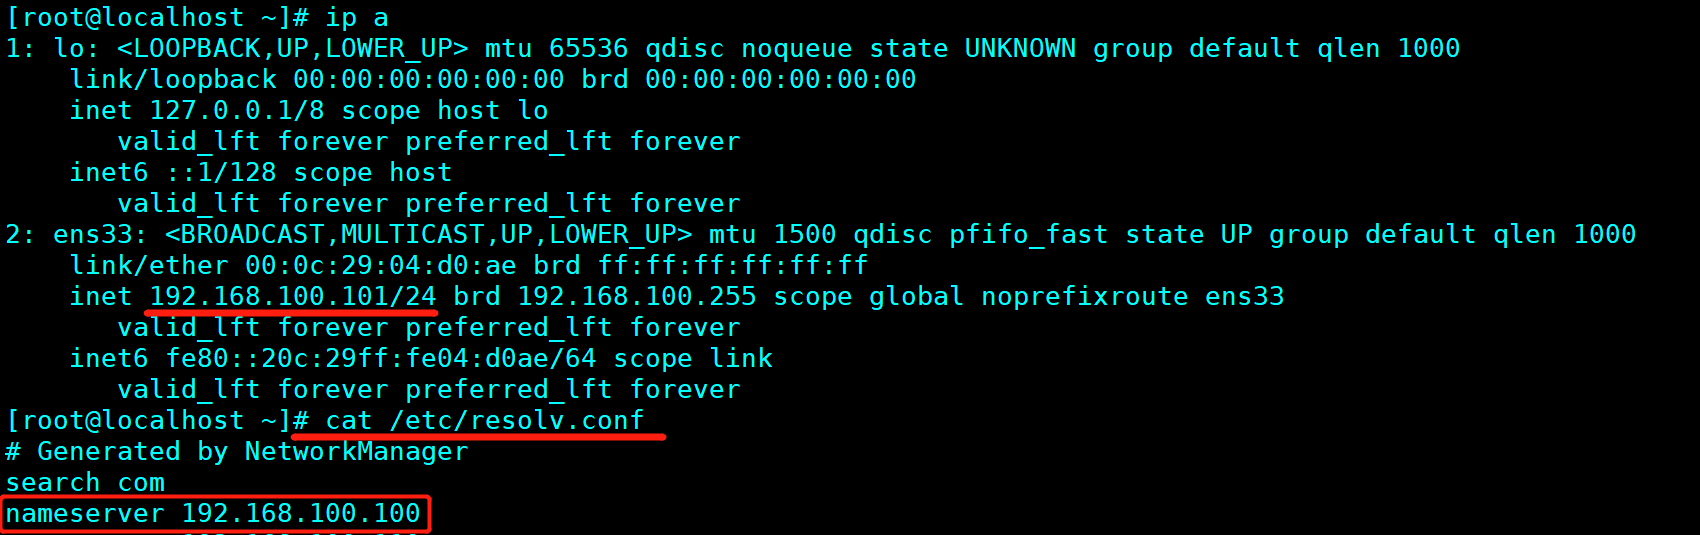 [root@localhost ~]# ip a
1: lo: <LOOPBACK,UP,LOWER_UP> mtu 65536 qdisc noqueue state UNKNOWN group default qlen 1000
    link/loopback 00:00:00:00:00:00 brd 00:00:00:00:00:00
    inet 127.0.0.1/8 scope host lo
       valid_lft forever preferred_lft forever
    inet6 ::1/128 scope host
       valid_lft forever preferred_lft forever
2: ens33: <BROADCAST,MULTICAST,UP,LOWER_UP> mtu 1500 qdisc pfifo_fast state UP group default qlen 1000
    link/ether 00:0c:29:04:d0:ae brd ff:ff:ff:ff:ff:ff
    inet 192.168.100.101/24 brd 192.168.100.255 scope global noprefixroute ens33
       valid_lft forever preferred_lft forever
    inet6 fe80::20c:29ff:fe04:d0ae/64 scope link
       valid_lft forever preferred_lft forever
[root@localhost ~]# cat /etc/resolv.conf
# Generated by NetworkManager
search com
nameserver 192.168.100.100